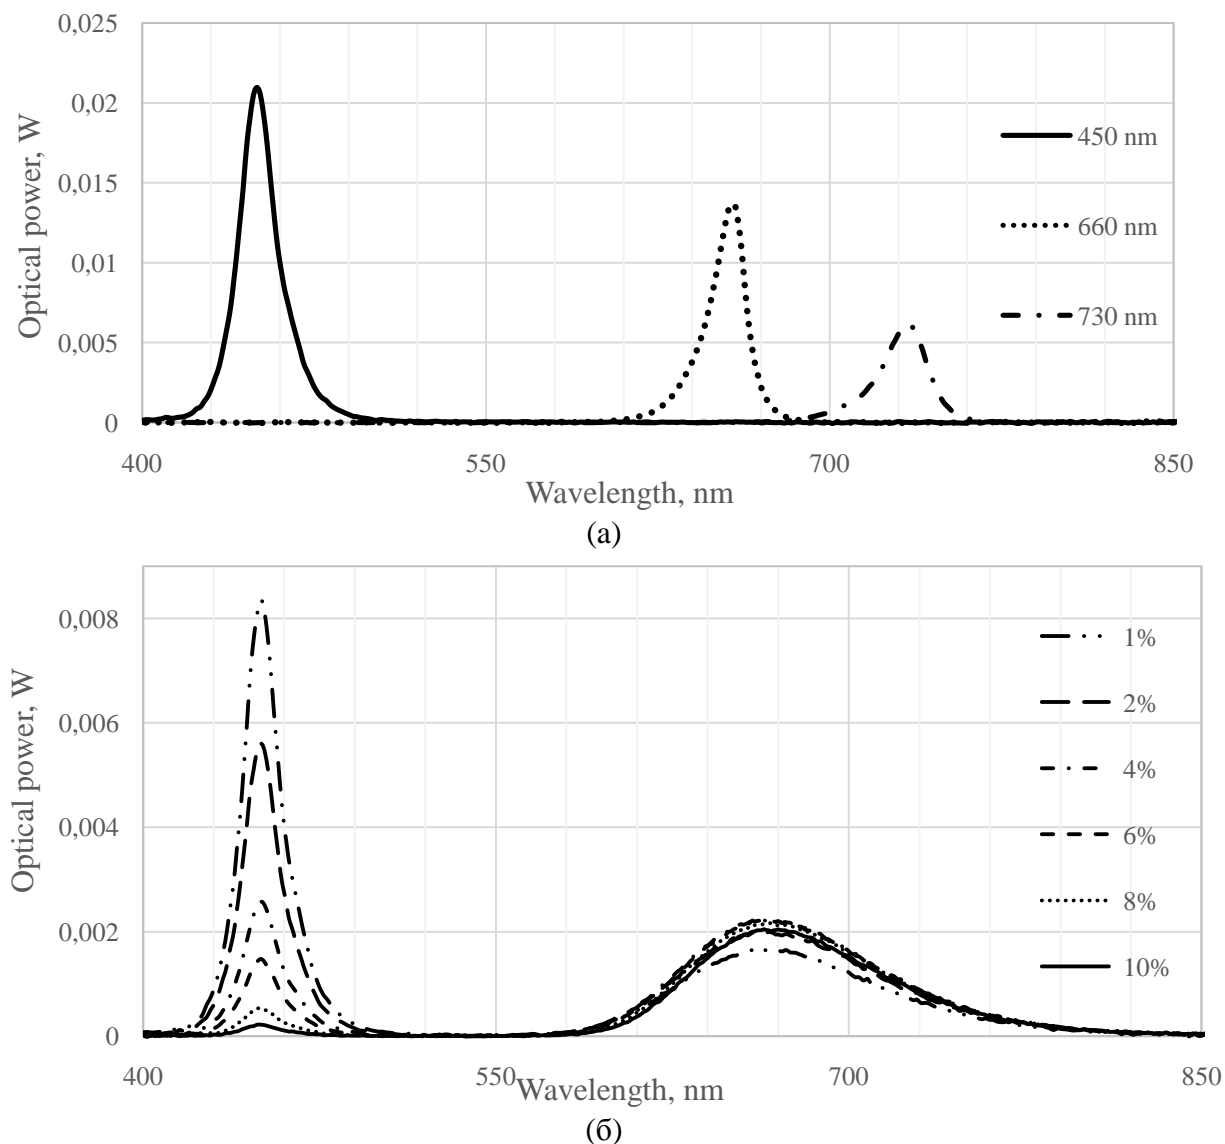 0,025
0,02
0,015
0,01
0,005
0
Optical power, W
450 nm
660 nm
730 nm
400 550 700 850
Wavelength, nm
(а)
0,008
0,006
0,004
0,002
0
Optical power, W
1%
2%
4%
6%
8%
10%
400 550 700 850
Wavelength, nm
(б)